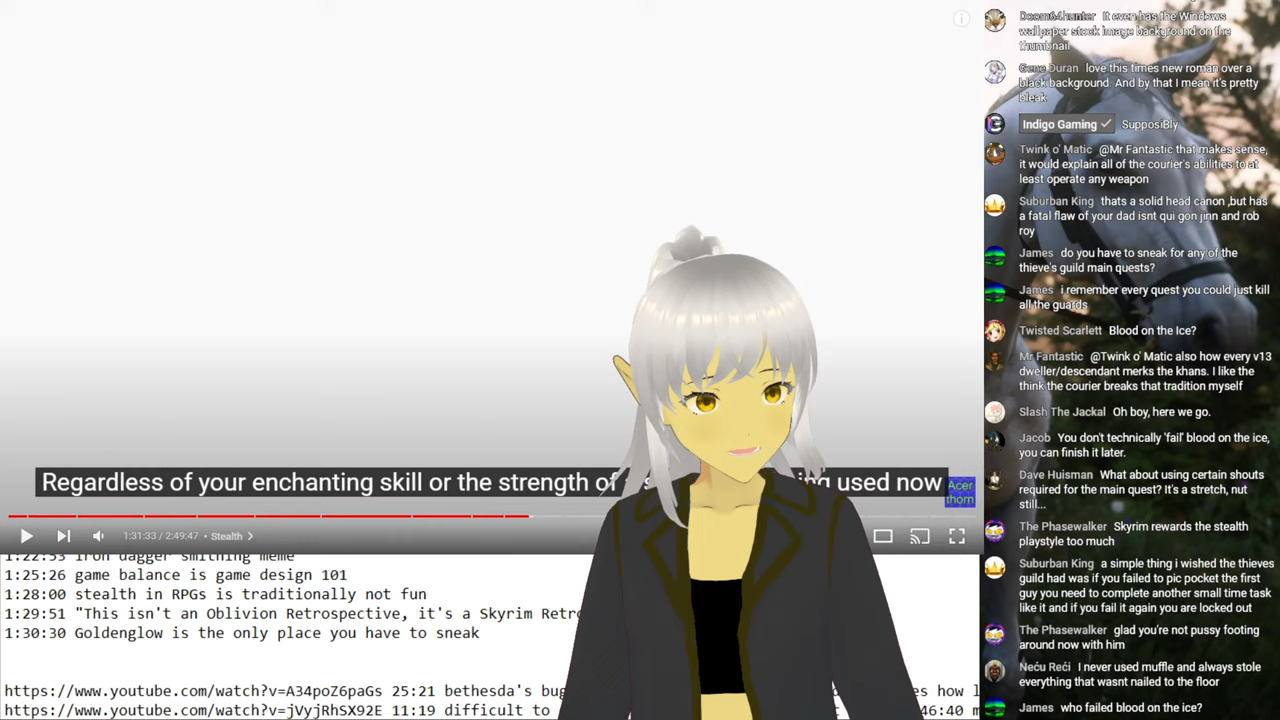 Regardless of your enchanting skill or the strength of
used now
Acer
thorn
1:31:33 / 2:49:47 • Stealth >
1:22:53 iron dagger smithing meme
1:25:26 game balance is game design 101
1:28:00 stealth in RPGs is traditionally not fun
1:29:51 "This isn't an Oblivion Retrospective, it's a Skyrim
1:30:30 Goldenglow is the only place you have to sneak
https://www.youtube.com/watch?v=A34poZ6paGs 25:21 bethesda's how
https://www.youtube.com/watch?v=jVyjRhSX92E 11:19 difficult to 46:40
Doom64hunter It even has the Windows
wallpaper stock image background on the
thumbnail
Gene Duran love this times new roman over a
black background. And by that I mean it's pretty
bleak
Indigo Gaming ✓ SupposiBly
Twink o' Matic @Mr Fantastic that makes sense,
it would explain all of the courier's abilities to at
least operate any weapon
Suburban King thats a solid head canon ,but has
a fatal flaw of your dad isnt qui gon jinn and rob
roy
James do you have to sneak for any of the
thieve's guild main quests?
James i remember every quest you could just kill
all the guards
Twisted Scarlett Blood on the Ice?
Mr Fantastic @Twink o' Matic also how every v13
dweller/descendant merks the khans. I like the
think the courier breaks that tradition myself
Slash The Jackal Oh boy, here we go.
Jacob You don't technically 'fail' blood on the ice,
you can finish it later.
Dave Huisman What about using certain shouts
required for the main quest? It's a stretch, nut
still...
The Phasewalker Skyrim rewards the stealth
playstyle too much
Suburban King a simple thing i wished the thieves
guild had was if you failed to pic pocket the first
guy you need to complete another small time task
like it and if you fail it again you are locked out
The Phasewalker glad you're not pussy footing
around now with him
Neću Reći I never used muffle and always stole
everything that wasnt nailed to the floor
James who failed blood on the ice?